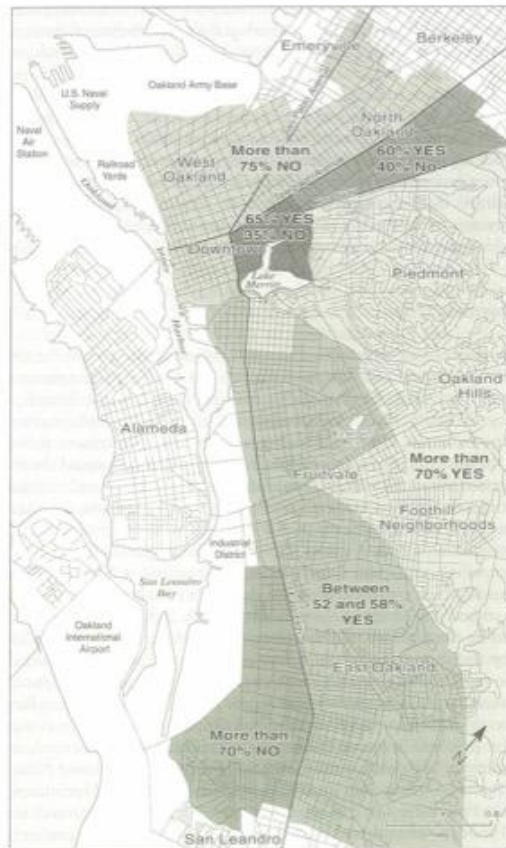 Emeryville
Berkeley
Oakland Army Base
U.S. Naval
Supply
Naval
Air
Station
Railroad
Yards
West
Oakland
More than
75% NO
North
Oakland
60% YES
40% No
Oakland
65% YES
35% NO
Downtown
Lake
Merritt
Piedmont
Inner
Harbor
Oakland
Hills
Alameda
More than
70% YES
Fruitvale
Foothill
Neighborhoods
Industrial
District
San Leandro
Bay
Between
52 and 58%
YES
Oakland
International
Airport
East Oakland
More than
70% NO
N
San Leandro